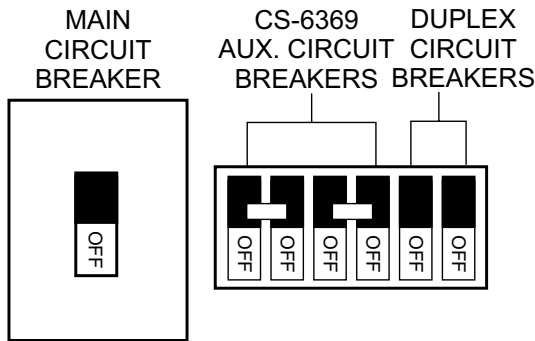 MAIN
CIRCUIT
BREAKER
CS-6369
AUX. CIRCUIT
BREAKERS
DUPLEX
CIRCUIT
BREAKERS
OFF
OFF
OFF
OFF
OFF
OFF
OFF